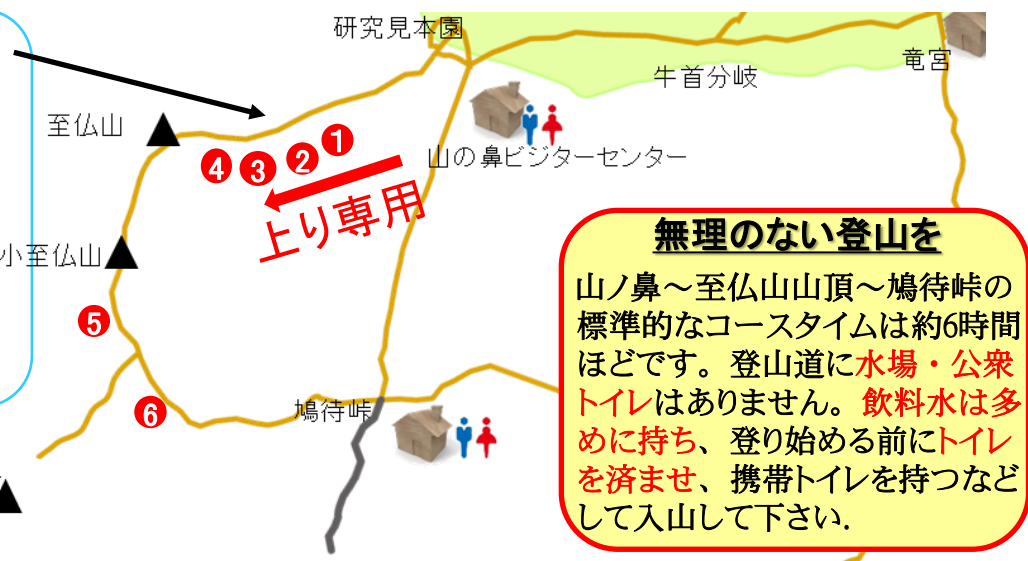 研究見本園
竜宮
牛首分岐
至仏山
❶
❷
❸
❹
山の鼻ビジターセンター
上り専用
小至仏山
❺
❻
鳩待峠
無理のない登山を
山ノ鼻～至仏山山頂～鳩待峠の
標準的なコースタイムは約6時間
ほどです。登山道に水場・公衆
トイレはありません。飲料水は多
めに持ち、登り始める前にトイレ
を済ませ、携帯トイレを持つなど
して入山して下さい.